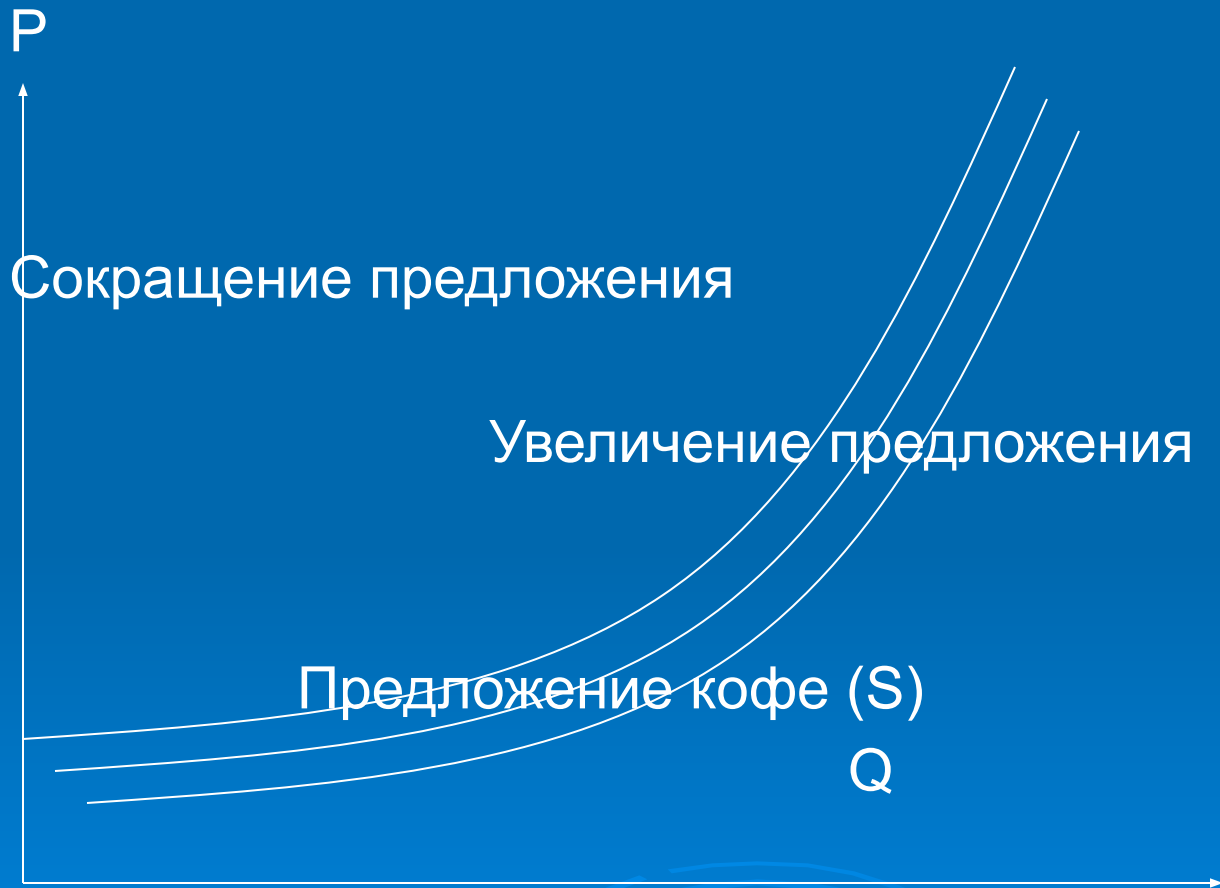 P
Сокращение предложения
Увеличение предложения
Предложение кофе (S)
Q